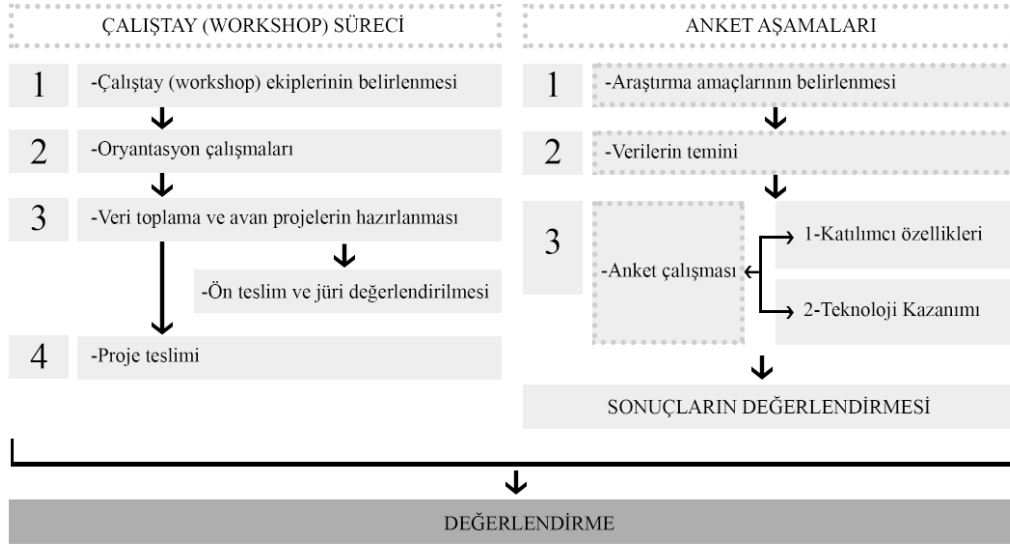 ÇALIŞTAY (WORKSHOP) SÜRECİ
1 -Çalıştay (workshop) ekiplerinin belirlenmesi
2 -Oryantasyon çalışmaları
3 -Veri toplama ve avan projelerin hazırlanması
-Ön teslim ve jüri değerlendirilmesi
4 -Proje teslimi
ANKET AŞAMALARI
1 -Araştırma amaçlarının belirlenmesi
2 -Verilerin temini
3 -Anket çalışması
1-Katılımcı özellikleri
2-Teknoloji Kazanımı
SONUÇLARIN DEĞERLENDİRMESİ
DEĞERLENDİRME